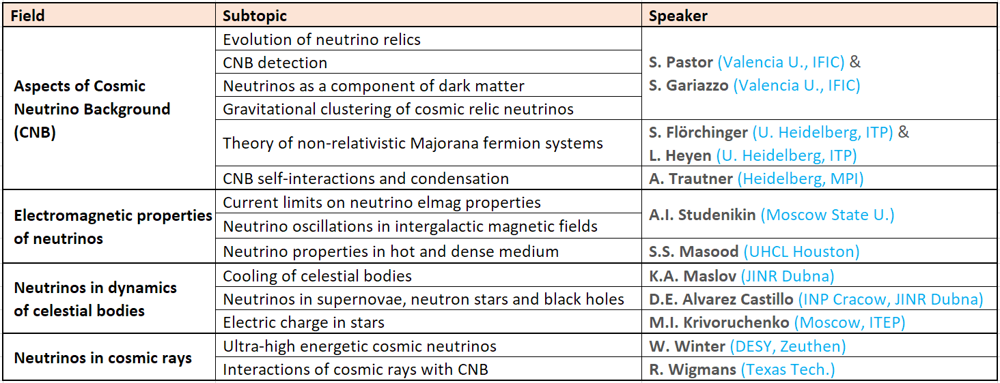 Field Subtopic Speaker
Aspects of Cosmic
Neutrino Background
(CNB)
Evolution of neutrino relics
CNB detection
Neutrinos as a component of dark matter
Gravitational clustering of cosmic relic neutrinos
S. Pastor (Valencia U., IFIC) &
S. Gariazzo (Valencia U., IFIC)
Theory of non-relativistic Majorana fermion systems
S. Flörchinger (U. Heidelberg, ITP) &
L. Heyen (U. Heidelberg, ITP)
CNB self-interactions and condensation
A. Trautner (Heidelberg, MPI)
Electromagnetic properties
of neutrinos
Current limits on neutrino elmag properties
Neutrino oscillations in intergalactic magnetic fields
A.I. Studenikin (Moscow State U.)
Neutrino properties in hot and dense medium
S.S. Masood (UHCL Houston)
Neutrinos in dynamics
of celestial bodies
Cooling of celestial bodies
K.A. Maslov (JINR Dubna)
Neutrinos in supernovae, neutron stars and black holes
D.E. Alvarez Castillo (INP Cracow, JINR Dubna)
Electric charge in stars
M.I. Krivoruchenko (Moscow, ITEP)
Neutrinos in cosmic rays
Ultra-high energetic cosmic neutrinos
W. Winter (DESY, Zeuthen)
Interactions of cosmic rays with CNB
R. Wigmans (Texas Tech.)